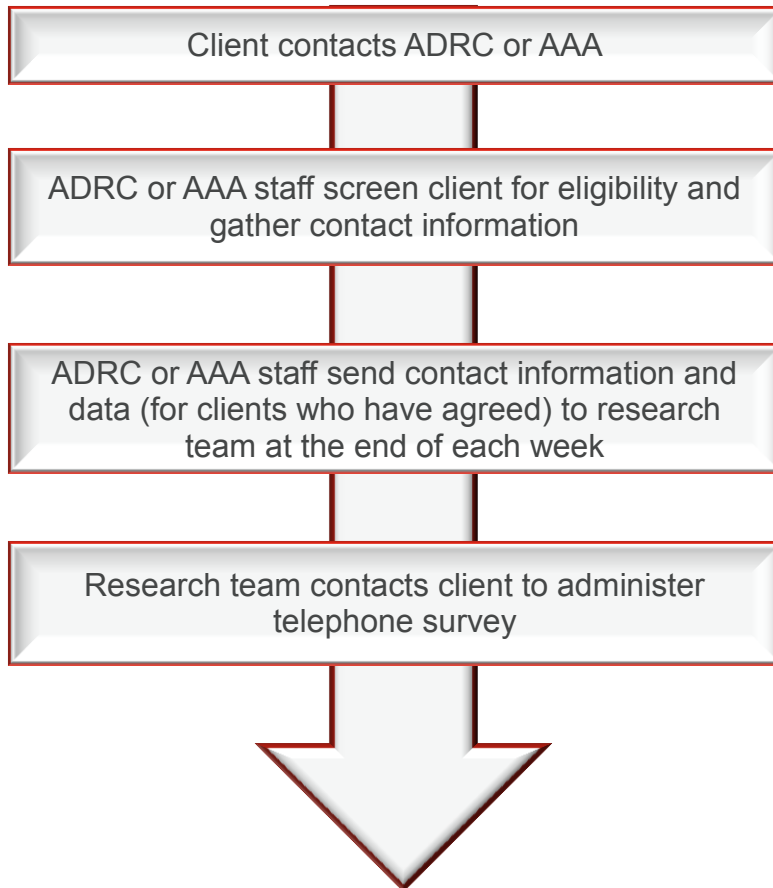 Client contacts ADRC or AAA
ADRC or AAA staff screen client for eligibility and
gather contact information
ADRC or AAA staff send contact information and
data (for clients who have agreed) to research
team at the end of each week
Research team contacts client to administer
telephone survey